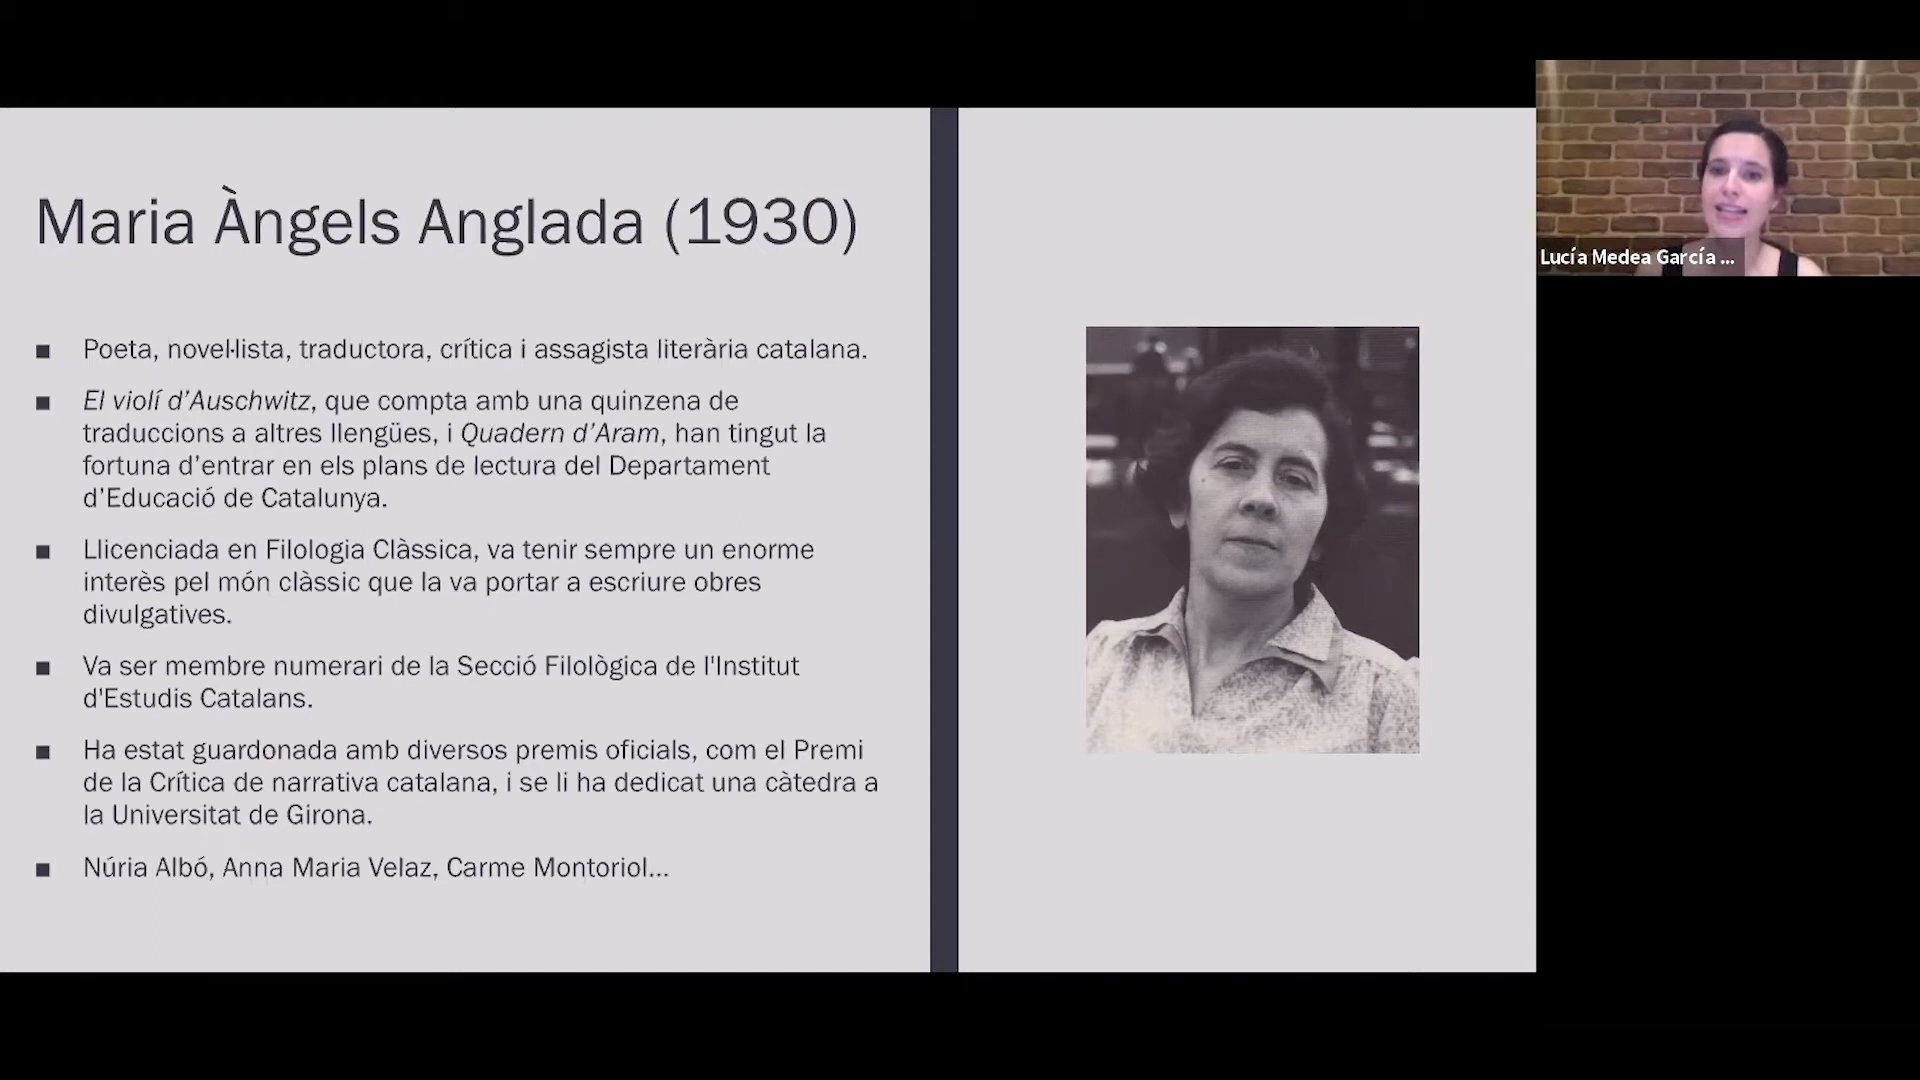 Maria Àngels Anglada (1930)
Poeta, novel·lista, traductora, crítica i assagista literària catalana.
El violí d’Auschwitz, que compta amb una quinzena de
traduccions a altres llengües, i Quadern d’Aram, han tingut la
fortuna d’entrar en els plans de lectura del Departament
d’Educació de Catalunya.
Llicenciada en Filologia Clàssica, va tenir sempre un enorme
interès pel món clàssic que la va portar a escriure obres
divulgatives.
Va ser membre numerari de la Secció Filològica de l'Institut
d'Estudis Catalans.
Ha estat guardonada amb diversos premis oficials, com el Premi
de la Crítica de narrativa catalana, i se li ha dedicat una càtedra a
la Universitat de Girona.
Núria Albó, Anna Maria Velaz, Carme Montoriol...
Lucía Medea García ...